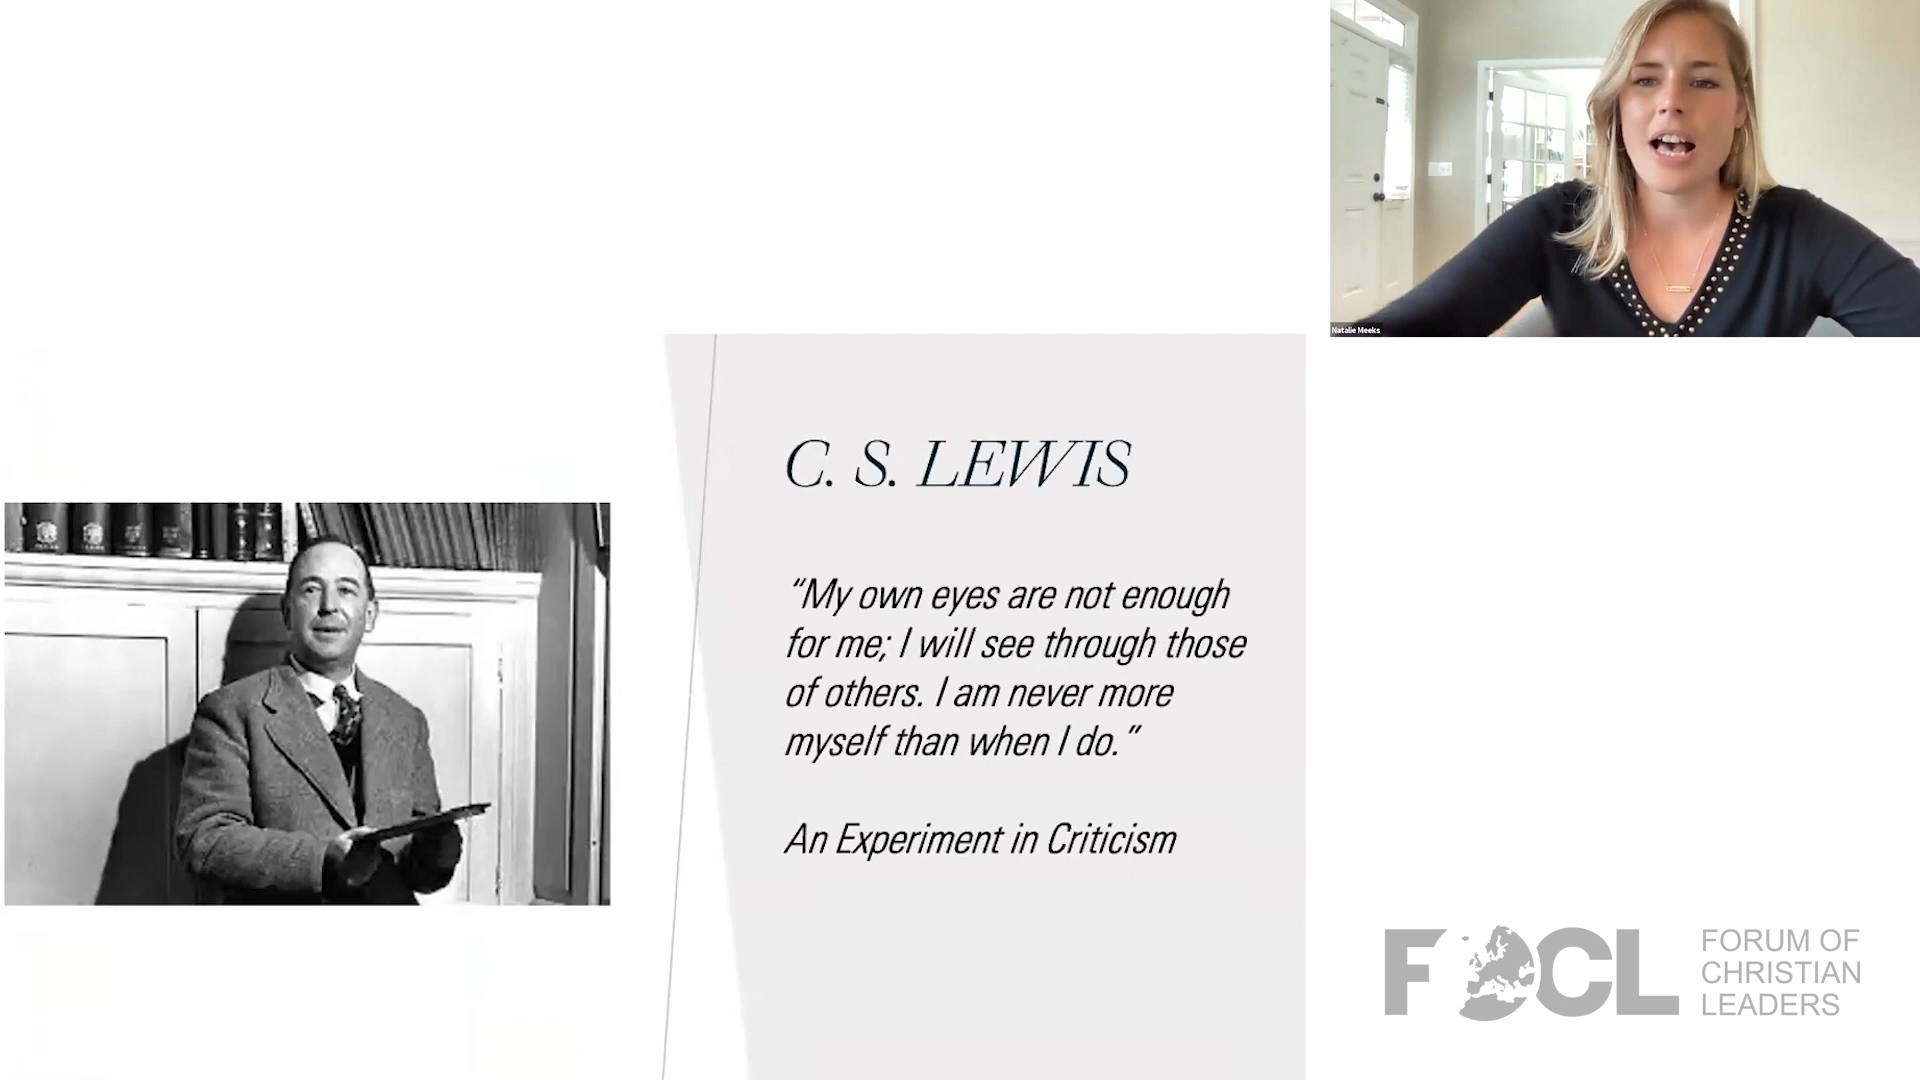 Natalie Meeks
C. S. LEWIS
“My own eyes are not enough
for me; I will see through those
of others. I am never more
myself than when I do.”
An Experiment in Criticism
FOCL
FORUM OF
CHRISTIAN
LEADERS